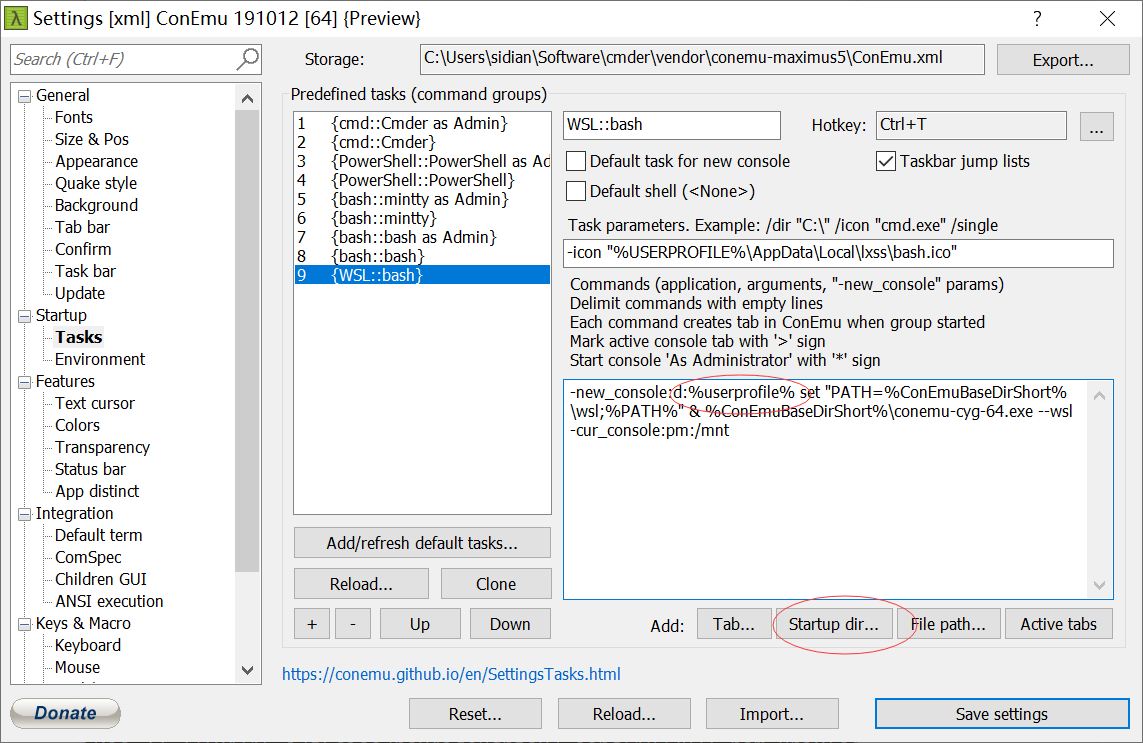 Settings [xml] ConEmu 191012 [64] {Preview}
?
Search (Ctrl+F)
Storage:
C:\Users\sidian\Software\cmder\vendor\conemu-maximus5\ConEmu.xml
Export...
General
Fonts
Size & Pos
Appearance
Quake style
Background
Tab bar
Confirm
Task bar
Update
Startup
Tasks
Environment
Features
Text cursor
Colors
Transparency
Status bar
App distinct
Integration
Default term
ComSpec
Children GUI
ANSI execution
Keys & Macro
Keyboard
Mouse
Predefined tasks (command groups)
1 {cmd::Cmder as Admin}
2 {cmd::Cmder}
3 {PowerShell::PowerShell as Ad
4 {PowerShell::PowerShell}
5 {bash::mintty as Admin}
6 {bash::mintty}
7 {bash::bash as Admin}
8 {bash::bash}
9 {WSL::bash}
WSL::bash
Hotkey:
Ctrl+T
...
Default task for new console
Taskbar jump lists
Default shell (<None>)
Task parameters. Example: /dir "C:\" /icon "cmd.exe" /single
-icon "%USERPROFILE%\AppData\Local\lxss\bash.ico"
Commands (application, arguments, "-new_console" params)
Delimit commands with empty lines
Each command creates tab in ConEmu when group started
Mark active console tab with '>' sign
Start console 'As Administrator' with '*' sign
-new_console:d:%userprofile% set "PATH=%ConEmuBaseDirShort%
\wsl;%PATH%" & %ConEmuBaseDirShort%\conemu-cyg-64.exe --wsl
-cur_console:pm:/mnt
Add/refresh default tasks...
Reload...
Clone
+
-
Up
Down
Add:
Tab...
Startup dir...
File path...
Active tabs
https://conemu.github.io/en/SettingsTasks.html
Donate
Reset...
Reload...
Import...
Save settings